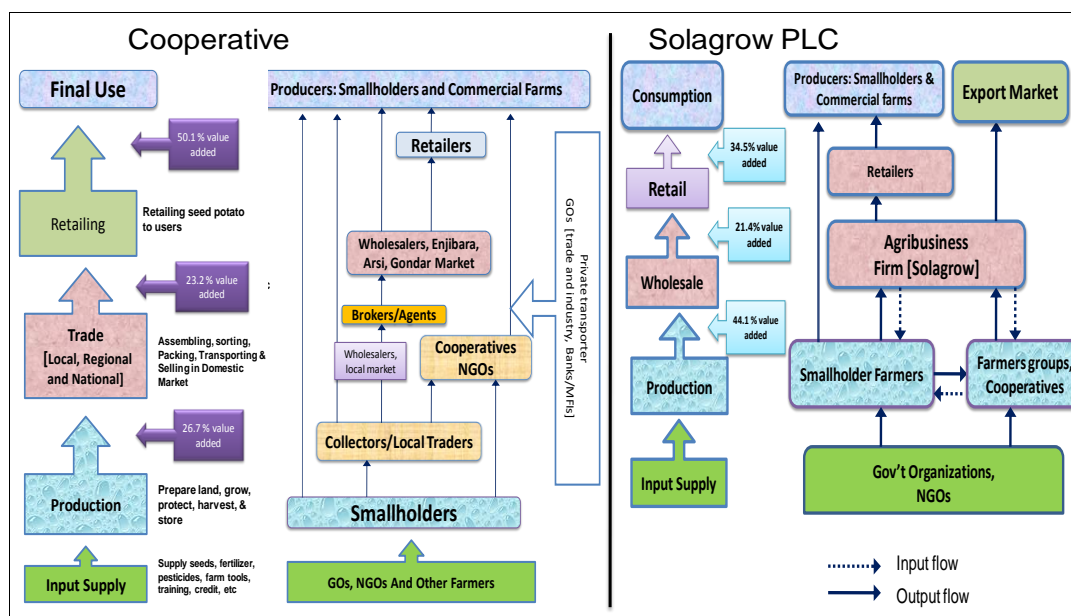 Cooperative
Final Use
50.1 % value
added
Retailing
Retailing seed potato
to users
23.2 % value
added
Trade
[Local, Regional
and National]
Assembling, sorting,
Packing, Transporting &
Selling in Domestic
Market
26.7 % value
added
Production
Prepare land, grow,
protect, harvest, &
store
Input Supply
Supply seeds, fertilizer,
pesticides, farm tools,
training, credit, etc
Producers: Smallholders and Commercial Farms
Retailers
Wholesalers, Enjibara,
Arsi, Gondar Market
Brokers/Agents
Wholesalers,
local market
Cooperatives
NGOs
Collectors/Local Traders
Smallholders
GOs, NGOs And Other Farmers
Private transporter
GOs [trade and industry, Banks/MFIs]
Solagrow PLC
Consumption
34.5% value
added
Retail
21.4% value
added
Wholesale
44.1 % value
added
Production
Input Supply
Producers: Smallholders &
Commercial farms
Export Market
Retailers
Agribusiness
Firm [Solagrow]
Smallholder Farmers
Farmers groups,
Cooperatives
Gov't Organizations,
NGOs
Input flow
Output flow